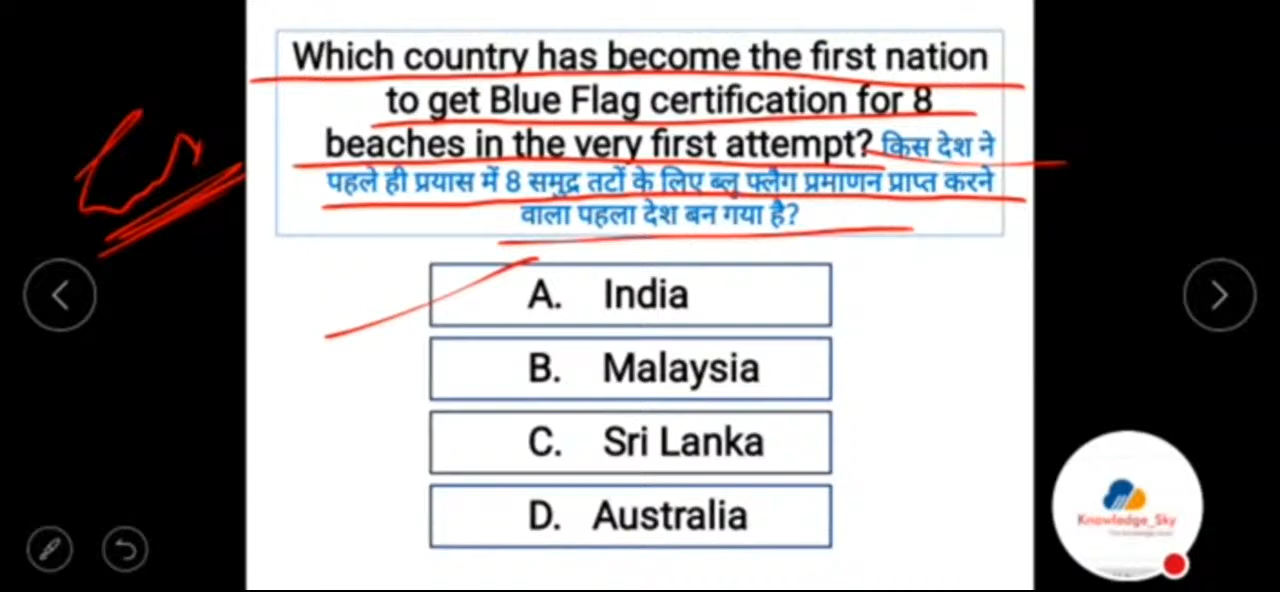 Which country has become the first nation
to get Blue Flag certification for 8
beaches in the very first attempt? किस देश ने
पहले ही प्रयास में 8 समुद्र तटों के लिए ब्लू फ्लैग प्रमाणन प्राप्त करने
वाला पहला देश बन गया है?
A. India
B. Malaysia
C. Sri Lanka
D. Australia
Knowledge_Sky